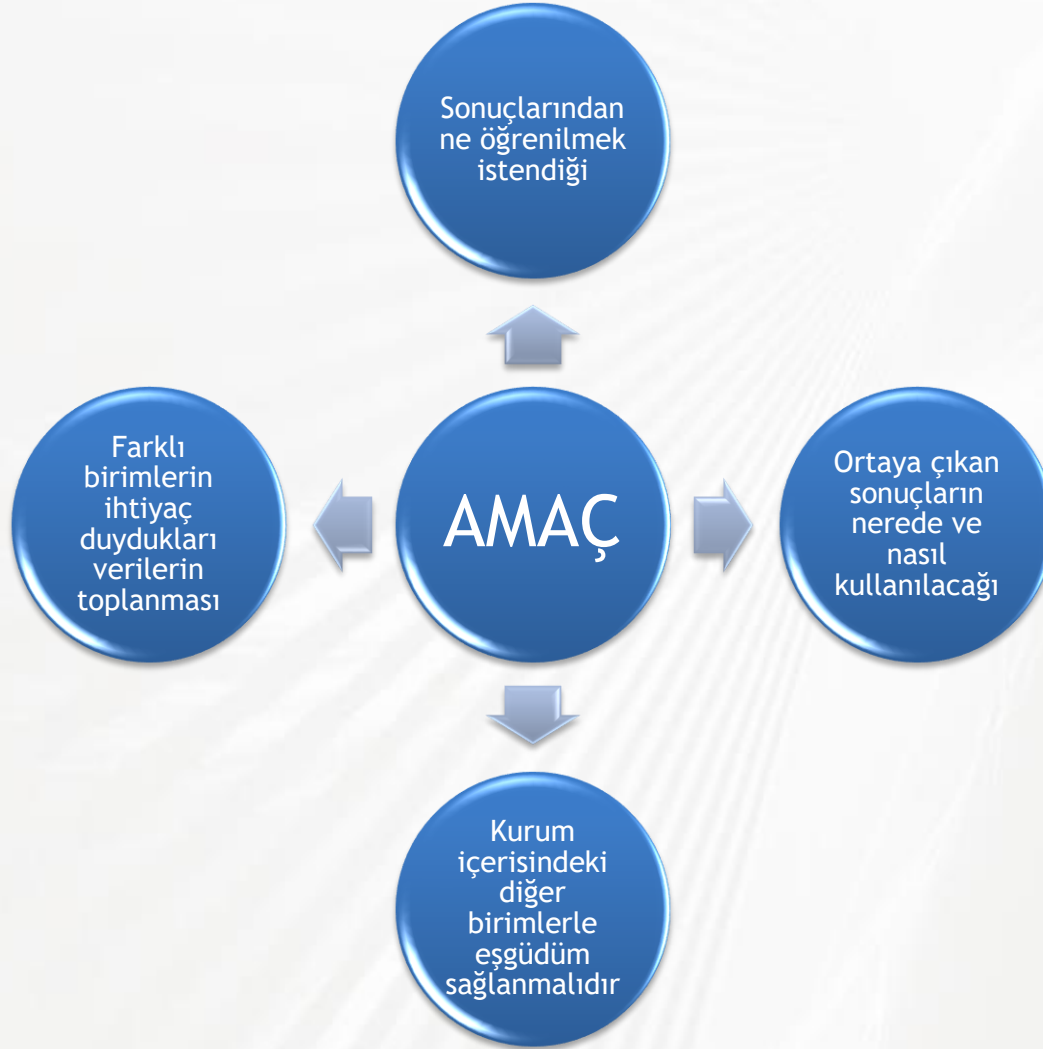 Sonuçlarından
ne öğrenilmek
istendiği
Farklı
birimlerin
ihtiyaç
duydukları
verilerin
toplanması
AMAÇ
Ortaya çıkan
sonuçların
nerede ve
nasıl
kullanılacağı
Kurum
içerisindeki
diğer
birimlerle
eşgüdüm
sağlanmalıdır